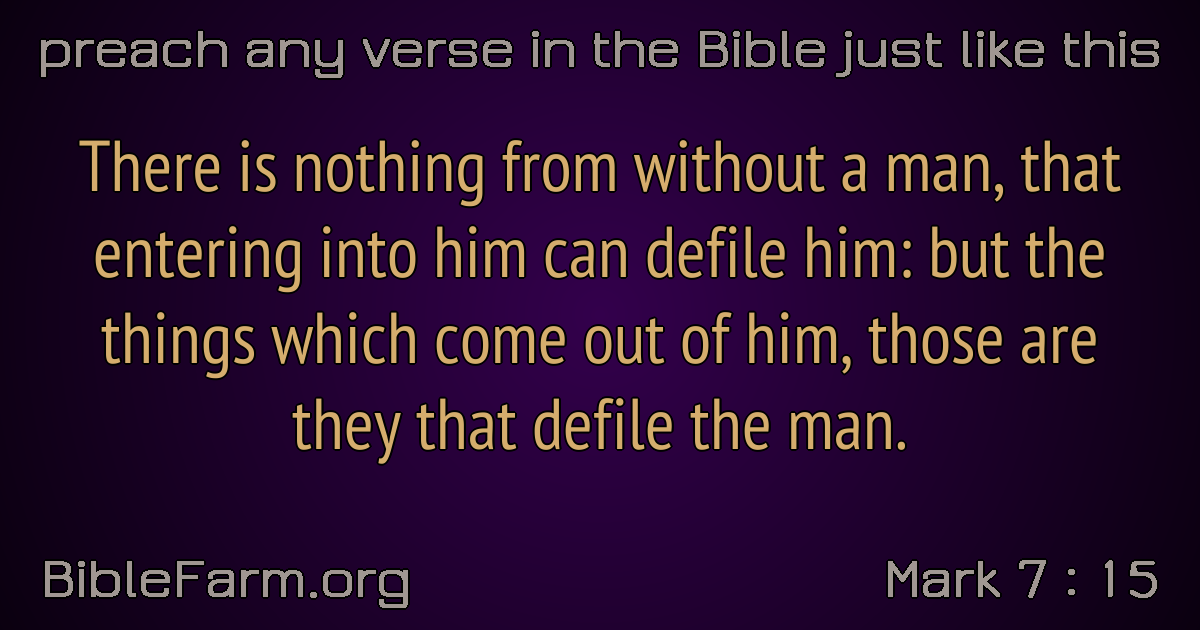 preach any verse in the Bible just like this
There is nothing from without a man, that
entering into him can defile him: but the
things which come out of him, those are
they that defile the man.
BibleFarm.org
Mark 7 : 15